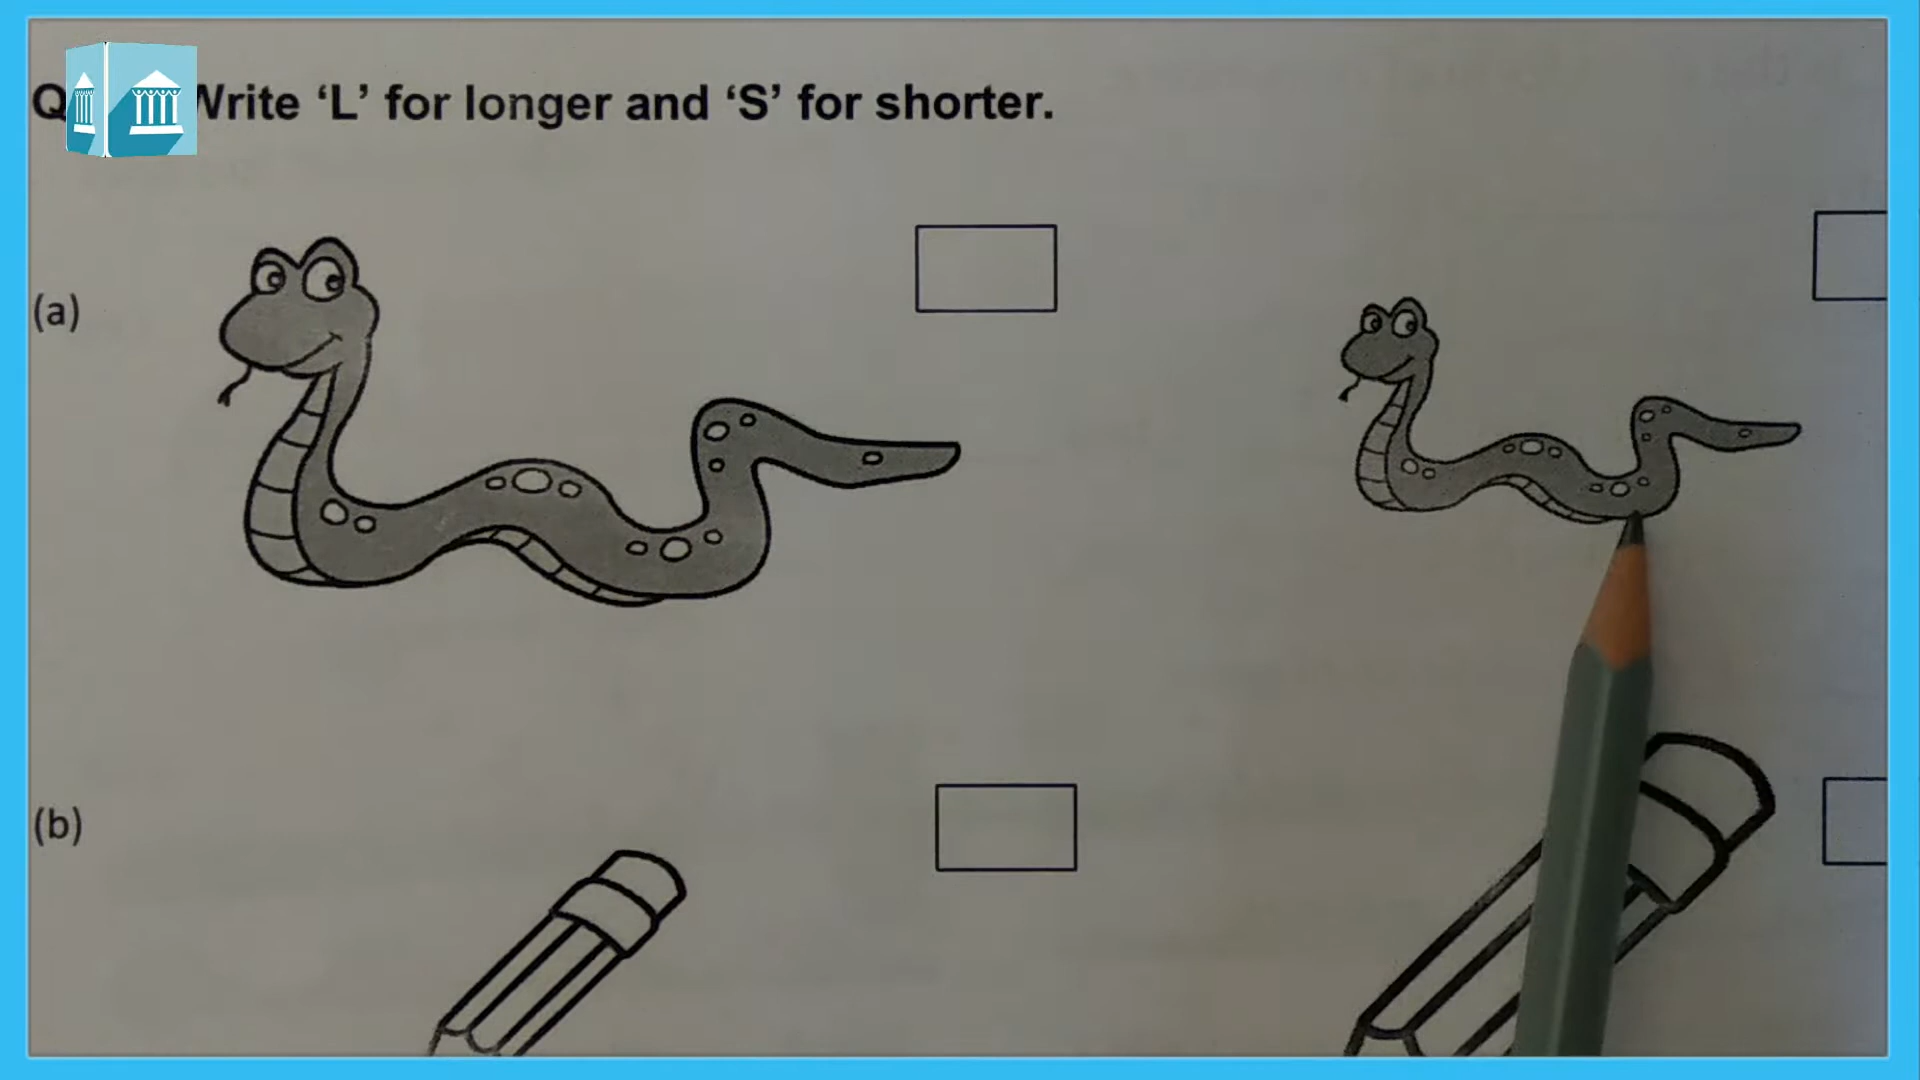 Q Write ‘L’ for longer and ‘S’ for shorter.
(a)
(b)